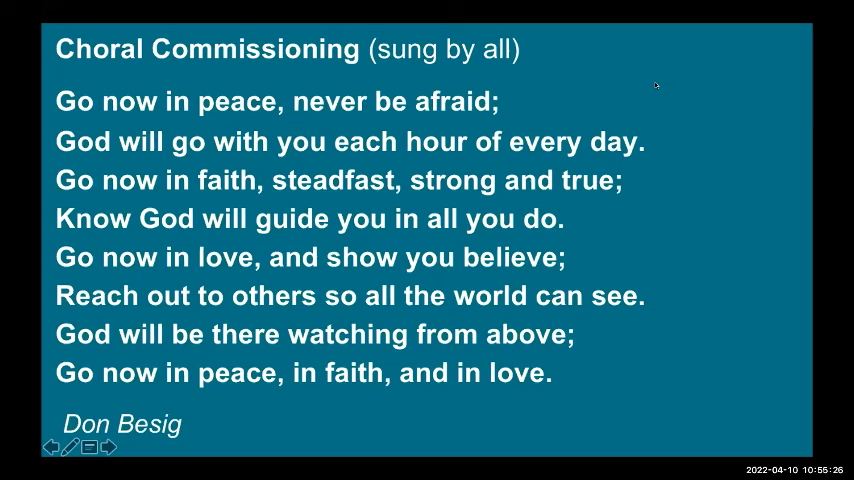 Choral Commissioning (sung by all)
Go now in peace, never be afraid;
God will go with you each hour of every day.
Go now in faith, steadfast, strong and true;
Know God will guide you in all you do.
Go now in love, and show you believe;
Reach out to others so all the world can see.
God will be there watching from above;
Go now in peace, in faith, and in love.
Don Besig
2022-04-10 10:55:26